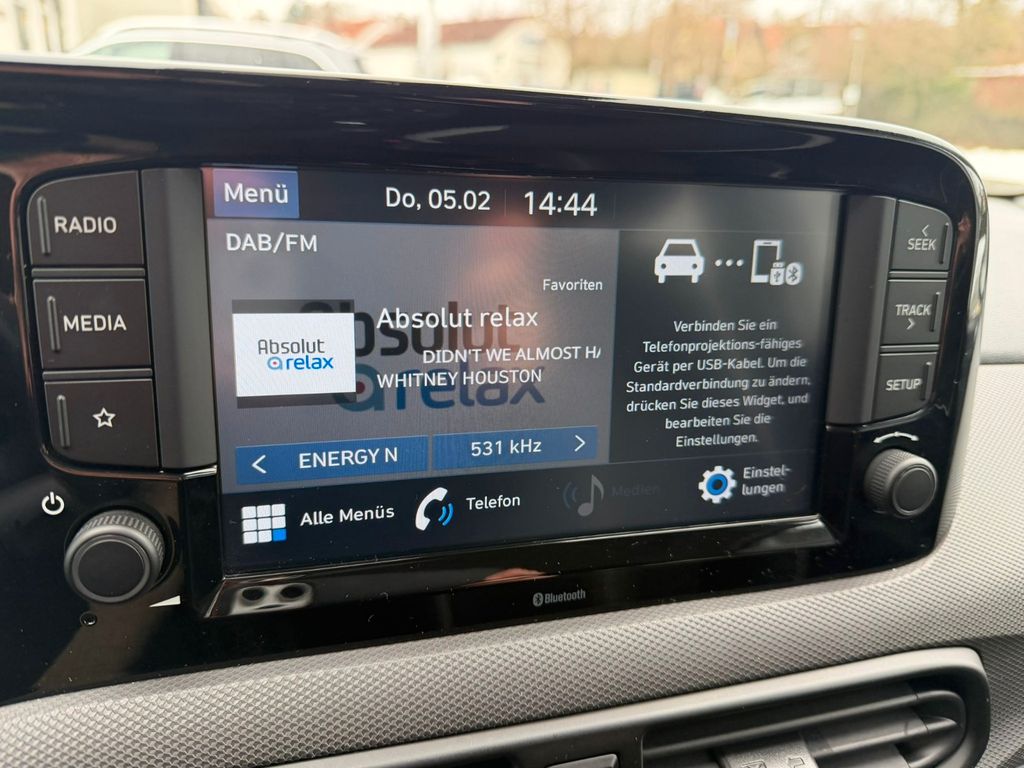 RADIO
MEDIA
Menü
Do, 05.02
14:44
DAB/FM
Favoriten
Absolut relax
Absolut
relax
Absolut
relax
DIDN'T WE ALMOST HA
WHITNEY HOUSTON
ENERGY N
531 kHz
Verbinden Sie ein
Telefonprojektions-fähiges
Gerät per USB-Kabel. Um die
Standardverbindung zu ändern,
drücken Sie dieses Widget, und
bearbeiten Sie die
Einstellungen.
Alle Menüs
Telefon
Medien
Einstel-
lungen
SEEK
TRACK
SETUP
Bluetooth